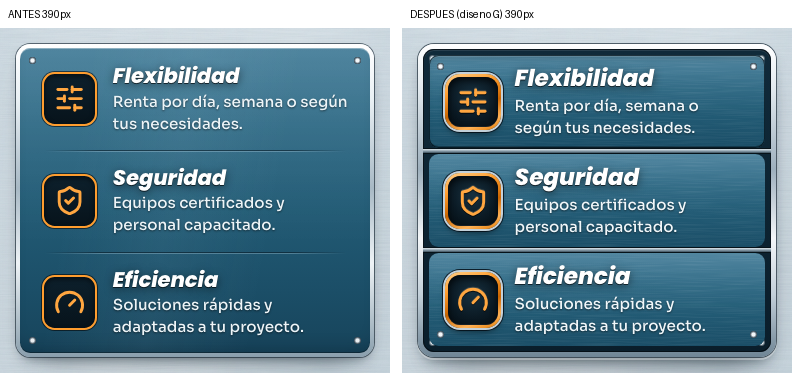 ANTES 390px
DESPUES (diseno G) 390px
Flexibilidad
Renta por día, semana o según
tus necesidades.
Seguridad
Equipos certificados y
personal capacitado.
Eficiencia
Soluciones rápidas y
adaptadas a tu proyecto.
Flexibilidad
Renta por día, semana o
según tus necesidades.
Seguridad
Equipos certificados y
personal capacitado.
Eficiencia
Soluciones rápidas y
adaptadas a tu proyecto.